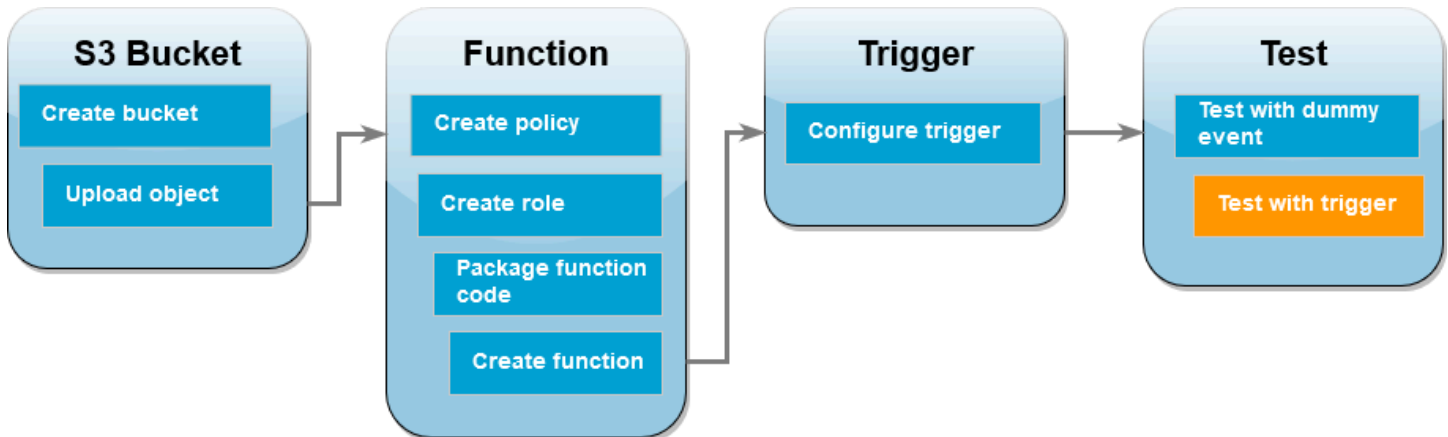 S3 Bucket
Create bucket
Upload object
Function
Create policy
Create role
Package function
code
Create function
Trigger
Configure trigger
Test
Test with dummy
event
Test with trigger